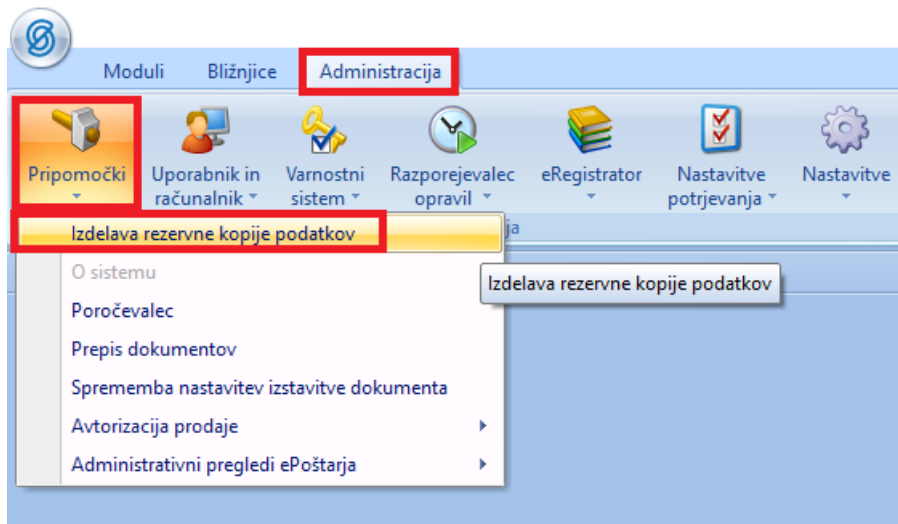 Moduli Bližnjice Administracija
Pripomočki Uporabnik in Varnostni Razporejevalec eRegistrator Nastavitve Nastavitve
računalnik sistem opravil potrjevanja
Izdelava rezervne kopije podatkov ja
O sistemu
Izdelava rezervne kopije podatkov
Poročevalec
Prepis dokumentov
Sprememba nastavitev izstavitve dokumenta
Avtorizacija prodaje
Administrativni pregledi ePoštarja